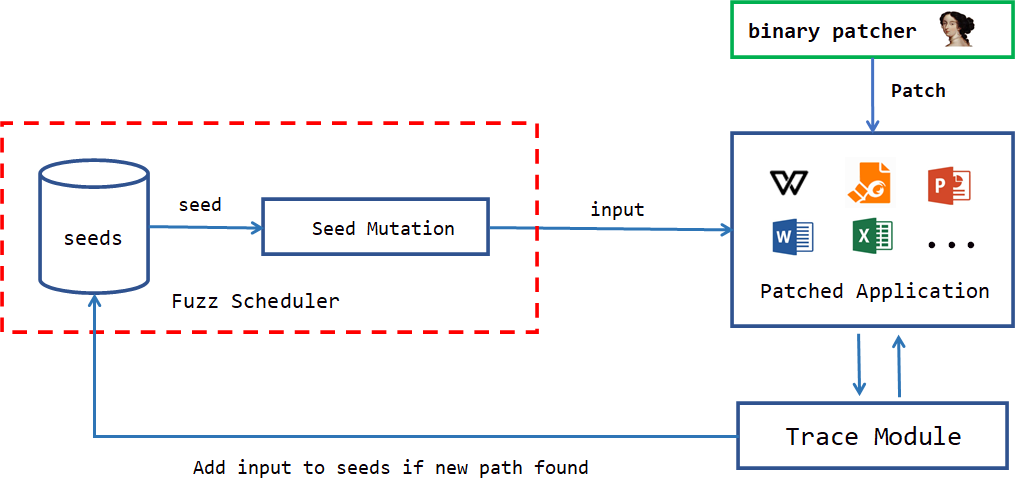 binary patcher
Patch
seeds
seed
Seed Mutation
Fuzz Scheduler
input
W
P
W
X
...
Patched Application
Trace Module
Add input to seeds if new path found